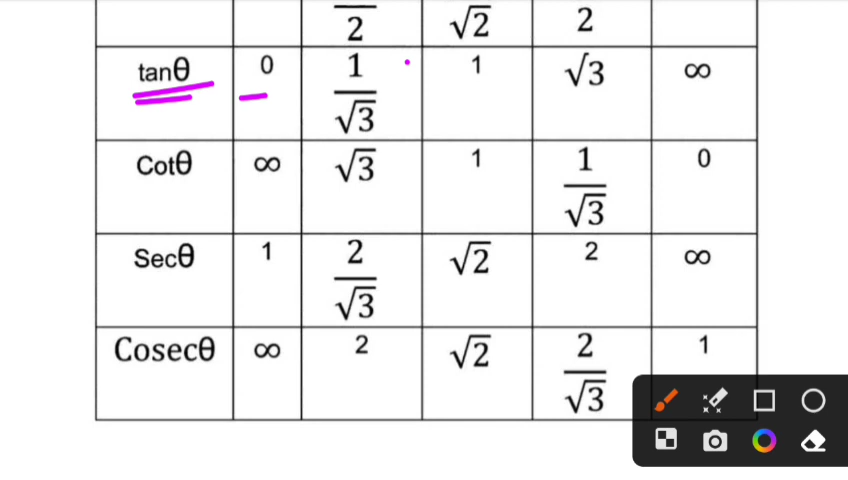 2 √2 2
tanθ 0 1/√3 1 √3 ∞
Cotθ ∞ √3 1 1/√3 0
Secθ 1 2/√3 √2 2 ∞
Cosecθ ∞ 2 √2 2/√3 1